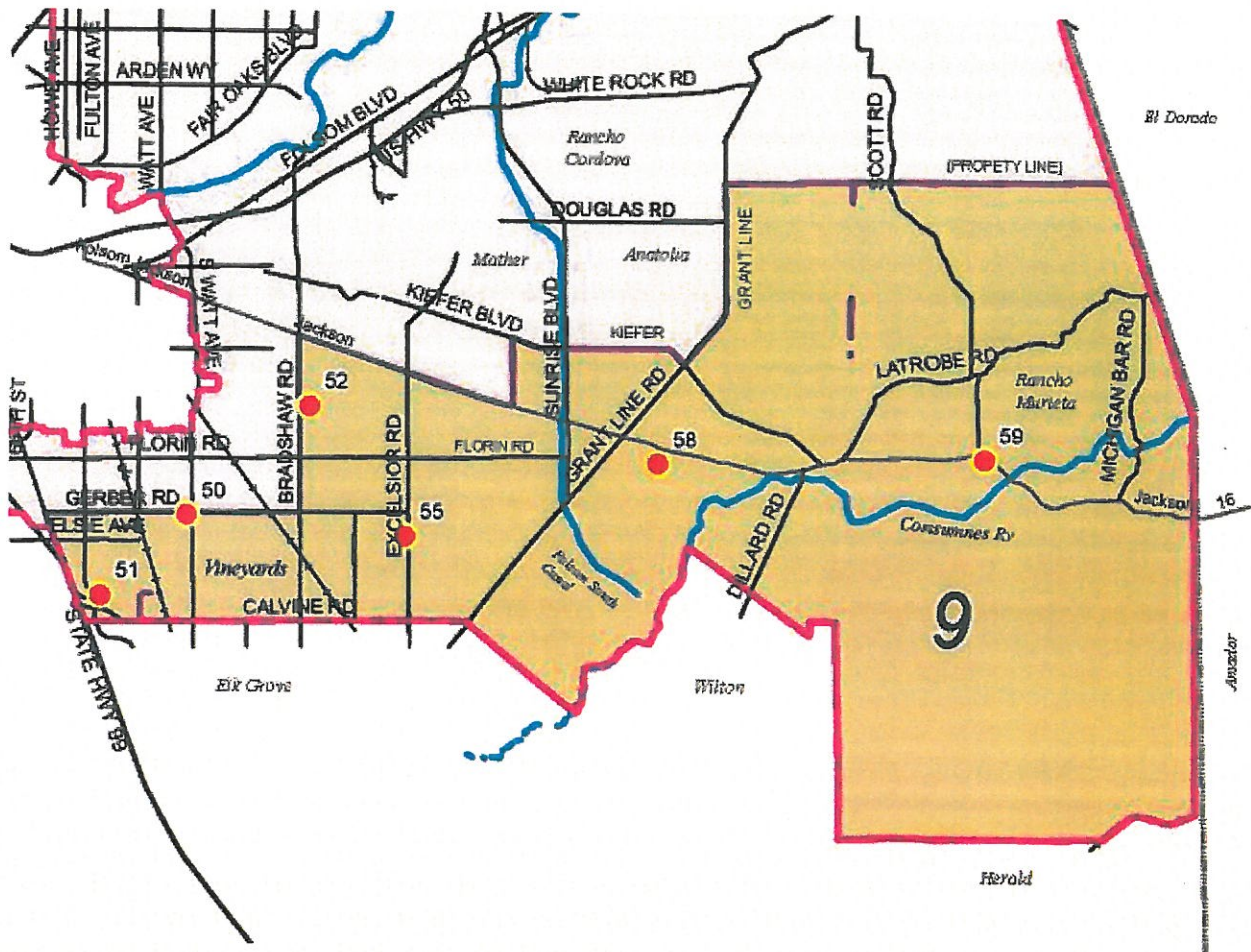 HOWE AVE
FULTON AVE
ARDEN WY
WATT AVE
FAIR OAKS BLVD
FOLSOM BLVD
US HWY 50
WHITE ROCK RD
Rancho
Cordova
SCOTT RD
El Dorado
[PROPETY LINE]
DOUGLAS RD
Mather
Anatolia
GRANT LINE
Folsom
Jackson
S WATT AVE
KIEFER BLVD
Jackson
SUNRISE BLVD
KIEFER
LATROBE RD
Rancho
Murieta
MICHIGAN BAR RD
52
BRADSHAW RD
EXCELSIOR RD
GRANT LINE RD
FLORIN RD
FLORIN RD
58
59
GERBER RD
50
ELSIE AVE
55
51
Vineyards
CALVINE RD
Folsom South
Canal
DILLARD RD
Consumnes Rv
Jackson
16
9
STATE HWY 99
Elk Grove
Wilton
Amador
Herald